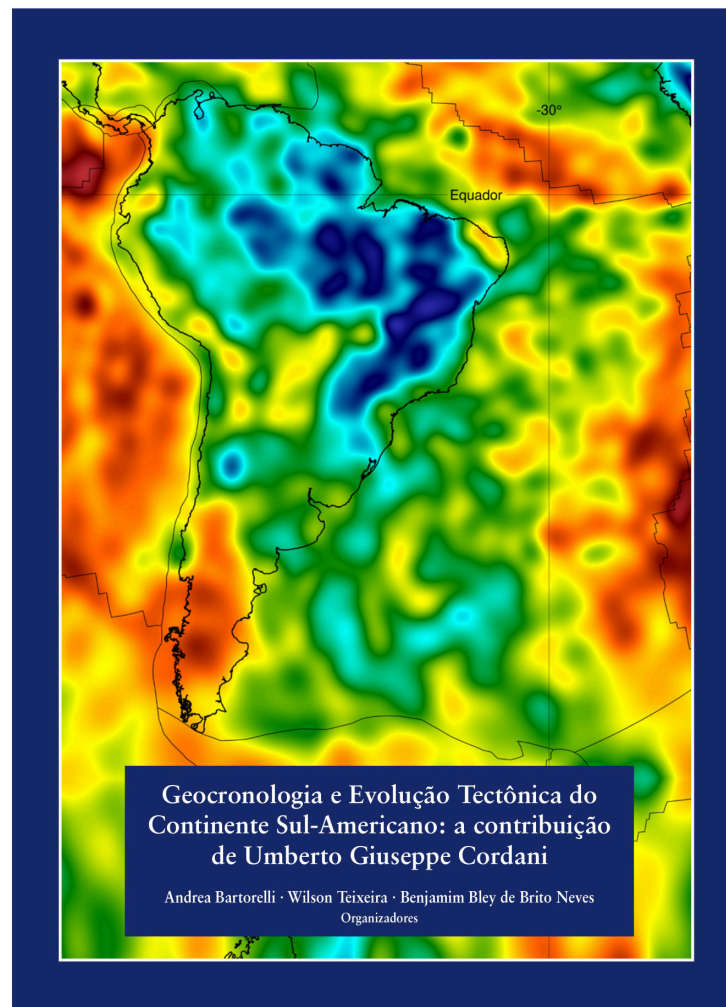 -30°
Equador
Geocronologia e Evolução Tectônica do
Continente Sul-Americano: a contribuição
de Umberto Giuseppe Cordani
Andrea Bartorelli · Wilson Teixeira · Benjamim Bley de Brito Neves
Organizadores